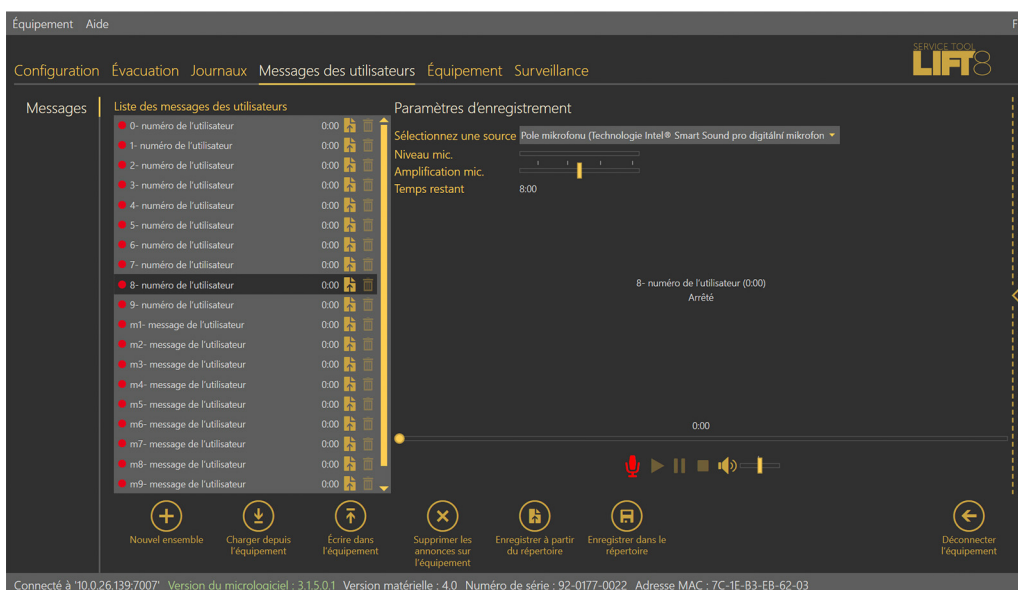 Équipement Aide F
SERVICE TOOL
LIFT8
Configuration Évacuation Journaux Messages des utilisateurs Équipement Surveillance
Messages
Liste des messages des utilisateurs
0- numéro de l'utilisateur 0:00
1- numéro de l'utilisateur 0:00
2- numéro de l'utilisateur 0:00
3- numéro de l'utilisateur 0:00
4- numéro de l'utilisateur 0:00
5- numéro de l'utilisateur 0:00
6- numéro de l'utilisateur 0:00
7- numéro de l'utilisateur 0:00
8- numéro de l'utilisateur 0:00
9- numéro de l'utilisateur 0:00
m1- message de l'utilisateur 0:00
m2- message de l'utilisateur 0:00
m3- message de l'utilisateur 0:00
m4- message de l'utilisateur 0:00
m5- message de l'utilisateur 0:00
m6- message de l'utilisateur 0:00
m7- message de l'utilisateur 0:00
m8- message de l'utilisateur 0:00
m9- message de l'utilisateur 0:00
Paramètres d'enregistrement
Sélectionnez une source Pole mikrofonu (Technologie Intel® Smart Sound pro digitální mikrofon
Niveau mic.
Amplification mic.
Temps restant 8:00
8- numéro de l'utilisateur (0:00)
Arrêté
0:00
Nouvel ensemble
Charger depuis
l'équipement
Écrire dans
l'équipement
Supprimer les
annonces sur
l'équipement
Enregistrer à partir
du répertoire
Enregistrer dans le
répertoire
Déconnecter
l'équipement
Connecté à '10.0.26.139:7007' Version du micrologiciel : 3.1.5.0.1 Version matérielle : 4.0 Numéro de série : 92-0177-0022 Adresse MAC : 7C-1E-B3-EB-62-03